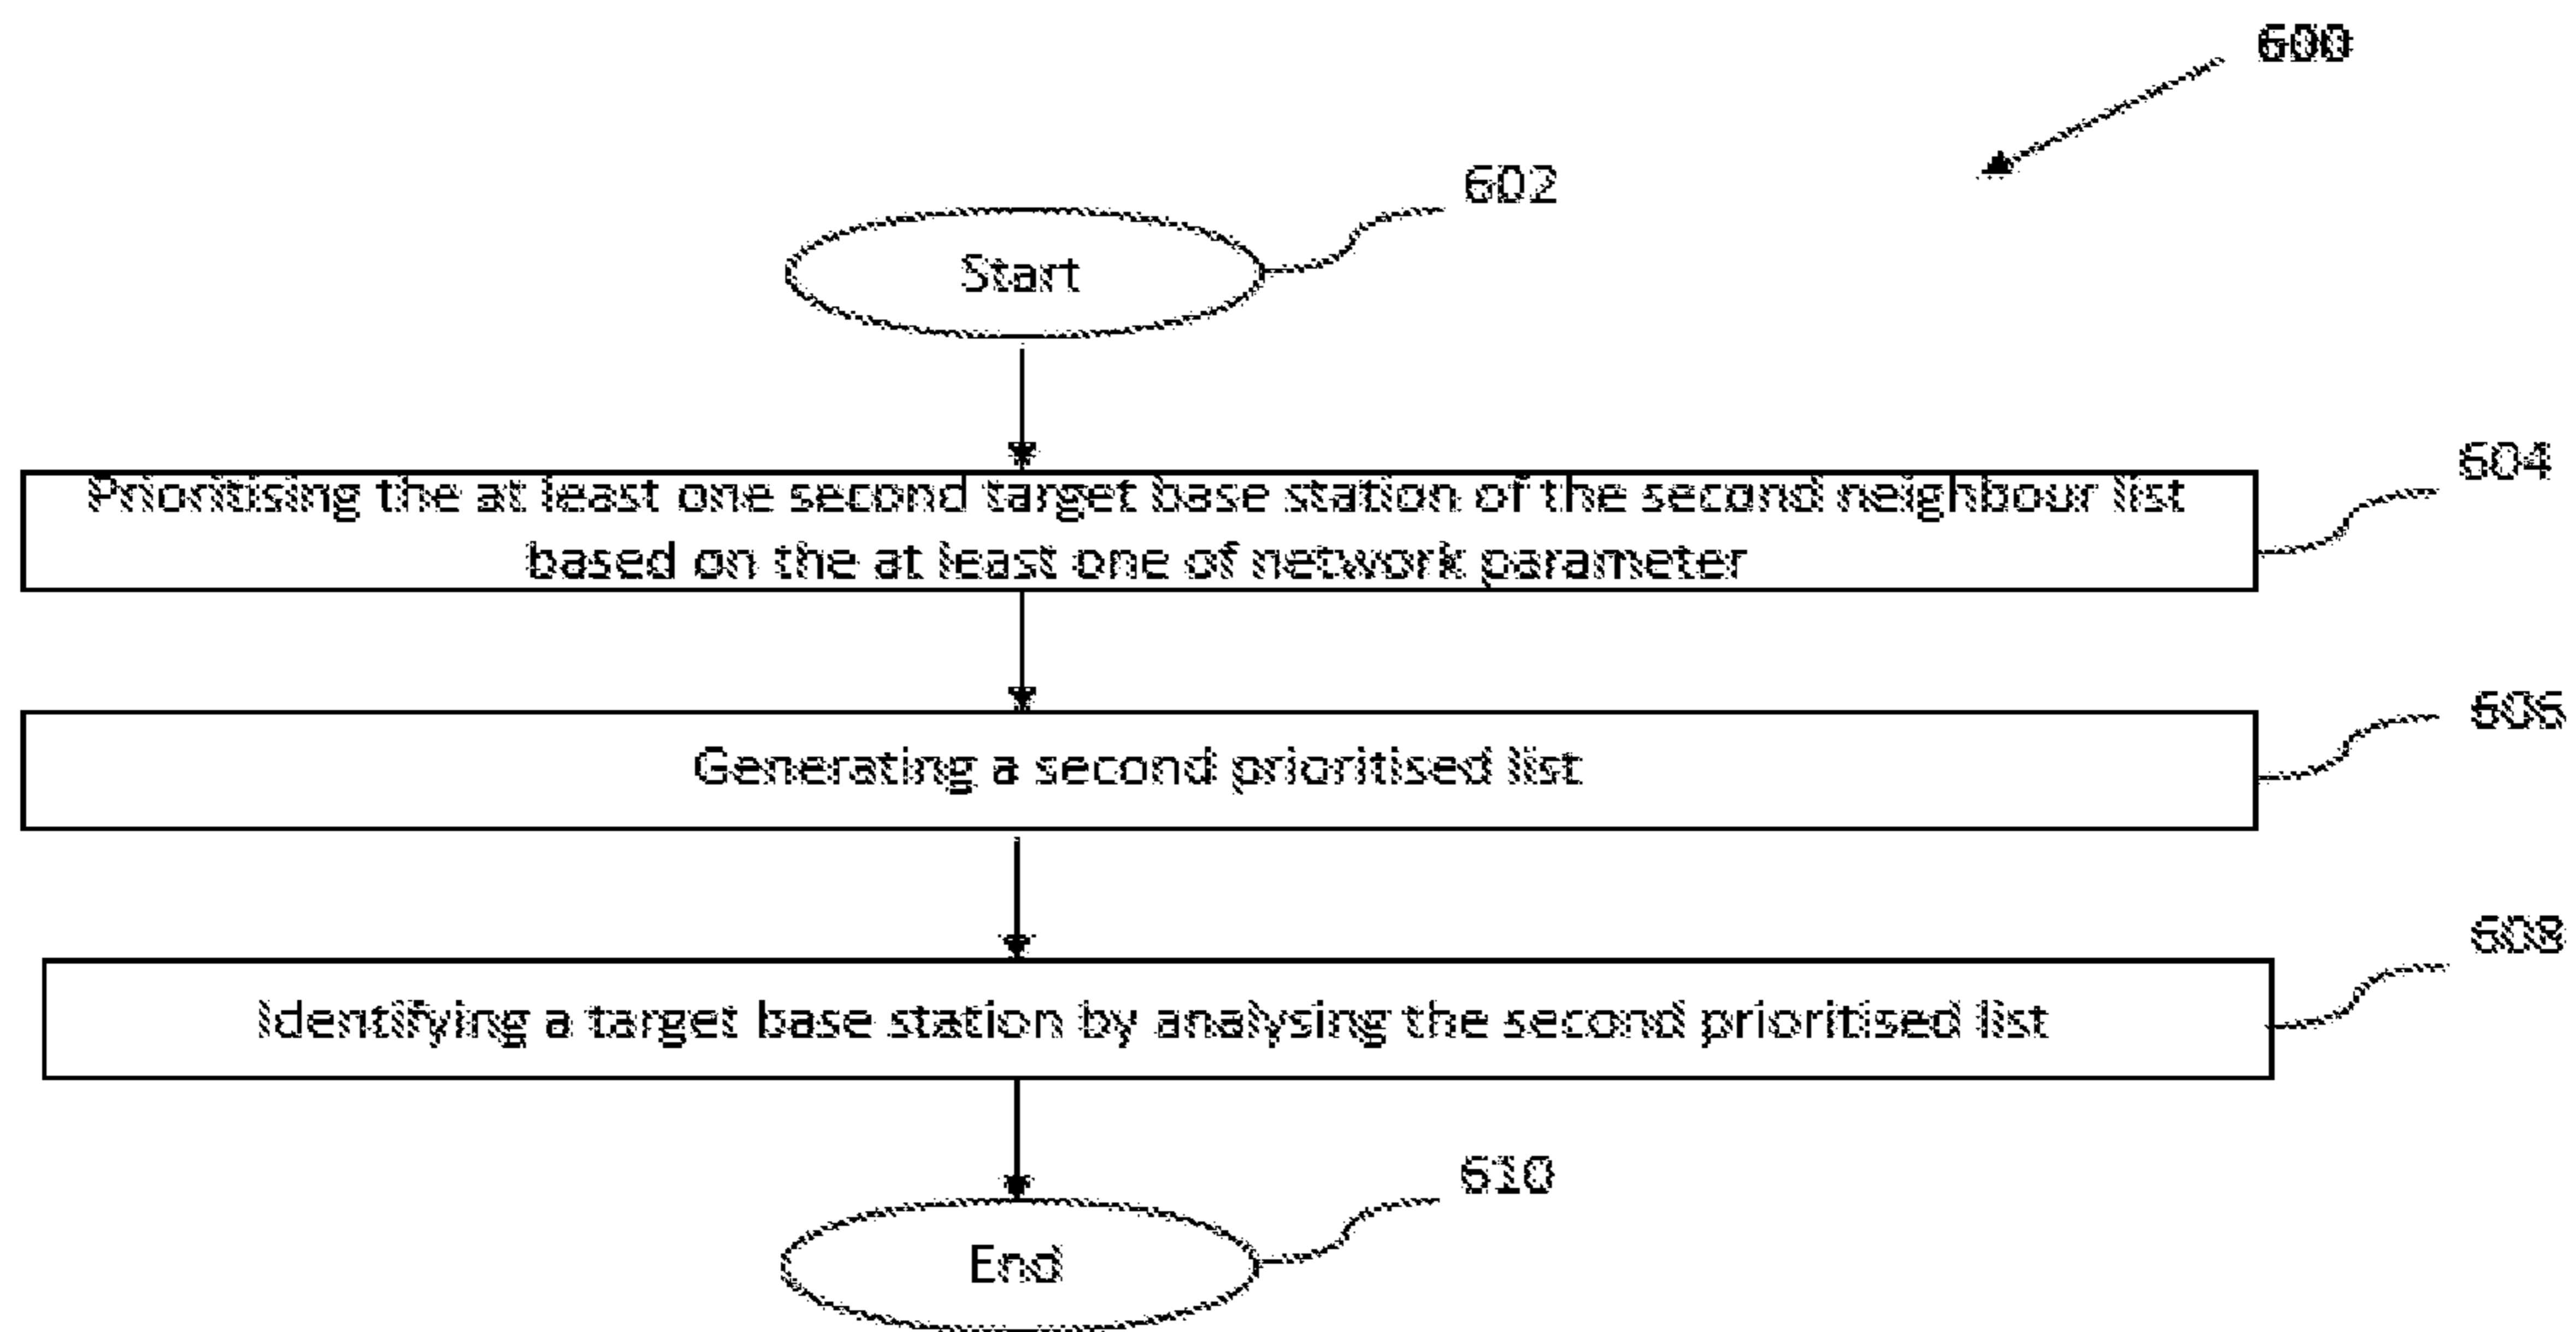 600
602
Start
604
Prioritising the at least one second target base station of the second neighbour list
based on the at least one of network parameter
606
Generating a second prioritised list
608
Identifying a target base station by analysing the second prioritised list
610
End